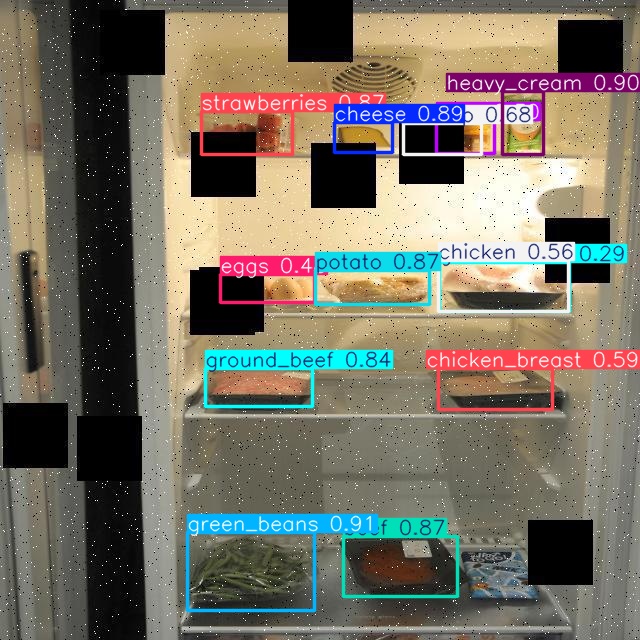 heavy_cream 0.90
strawberries 0.87
cheese 0.89
0.68
chicken 0.56
0.29
eggs 0.4
potato 0.87
ground_beef 0.84
chicken_breast 0.59
green_beans 0.91
0.87